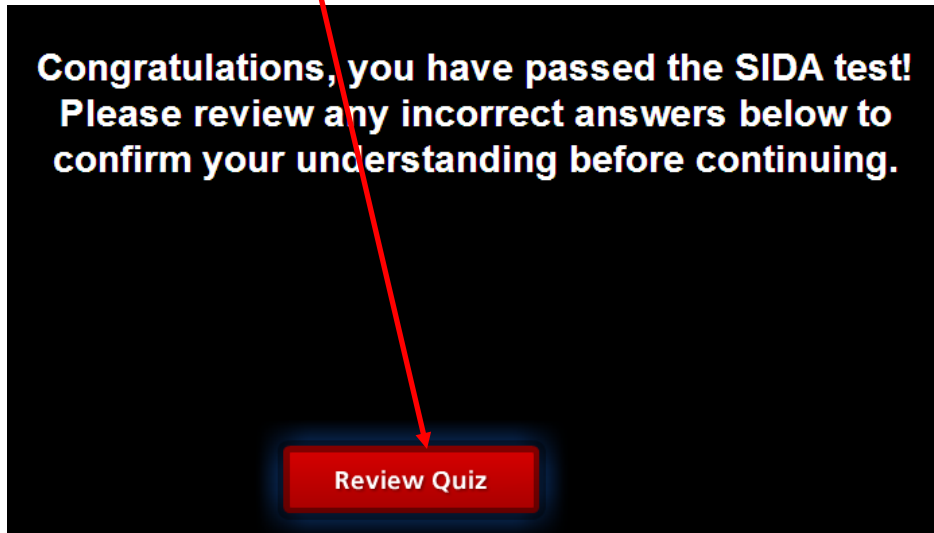 Congratulations, you have passed the SIDA test!
Please review any incorrect answers below to
confirm your understanding before continuing.
Review Quiz